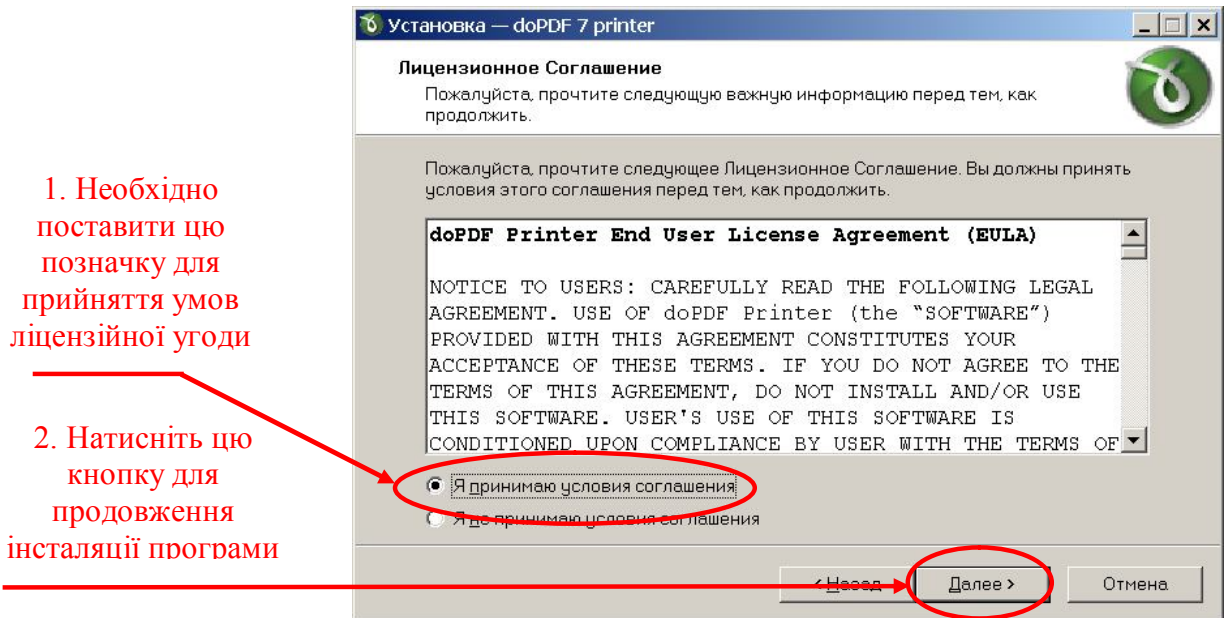 Установка — doPDF 7 printer
Лицензионное Соглашение
Пожалуйста, прочтите следующую важную информацию перед тем, как
продолжить.
Пожалуйста, прочтите следующее Лицензионное Соглашение. Вы должны принять
условия этого соглашения перед тем, как продолжить.
doPDF Printer End User License Agreement (EULA)
NOTICE TO USERS: CAREFULLY READ THE FOLLOWING LEGAL
AGREEMENT. USE OF doPDF Printer (the “SOFTWARE”)
PROVIDED WITH THIS AGREEMENT CONSTITUTES YOUR
ACCEPTANCE OF THESE TERMS. IF YOU DO NOT AGREE TO THE
TERMS OF THIS AGREEMENT, DO NOT INSTALL AND/OR USE
THIS SOFTWARE. USER'S USE OF THIS SOFTWARE IS
CONDITIONED UPON COMPLIANCE BY USER WITH THE TERMS OF
1. Необхідно
поставити цю
позначку для
прийняття умов
ліцензійної угоди
Я принимаю условия соглашения
Я не принимаю условия соглашения
2. Натисніть цю
кнопку для
продовження
інсталяції програми
< Назад
Далее >
Отмена